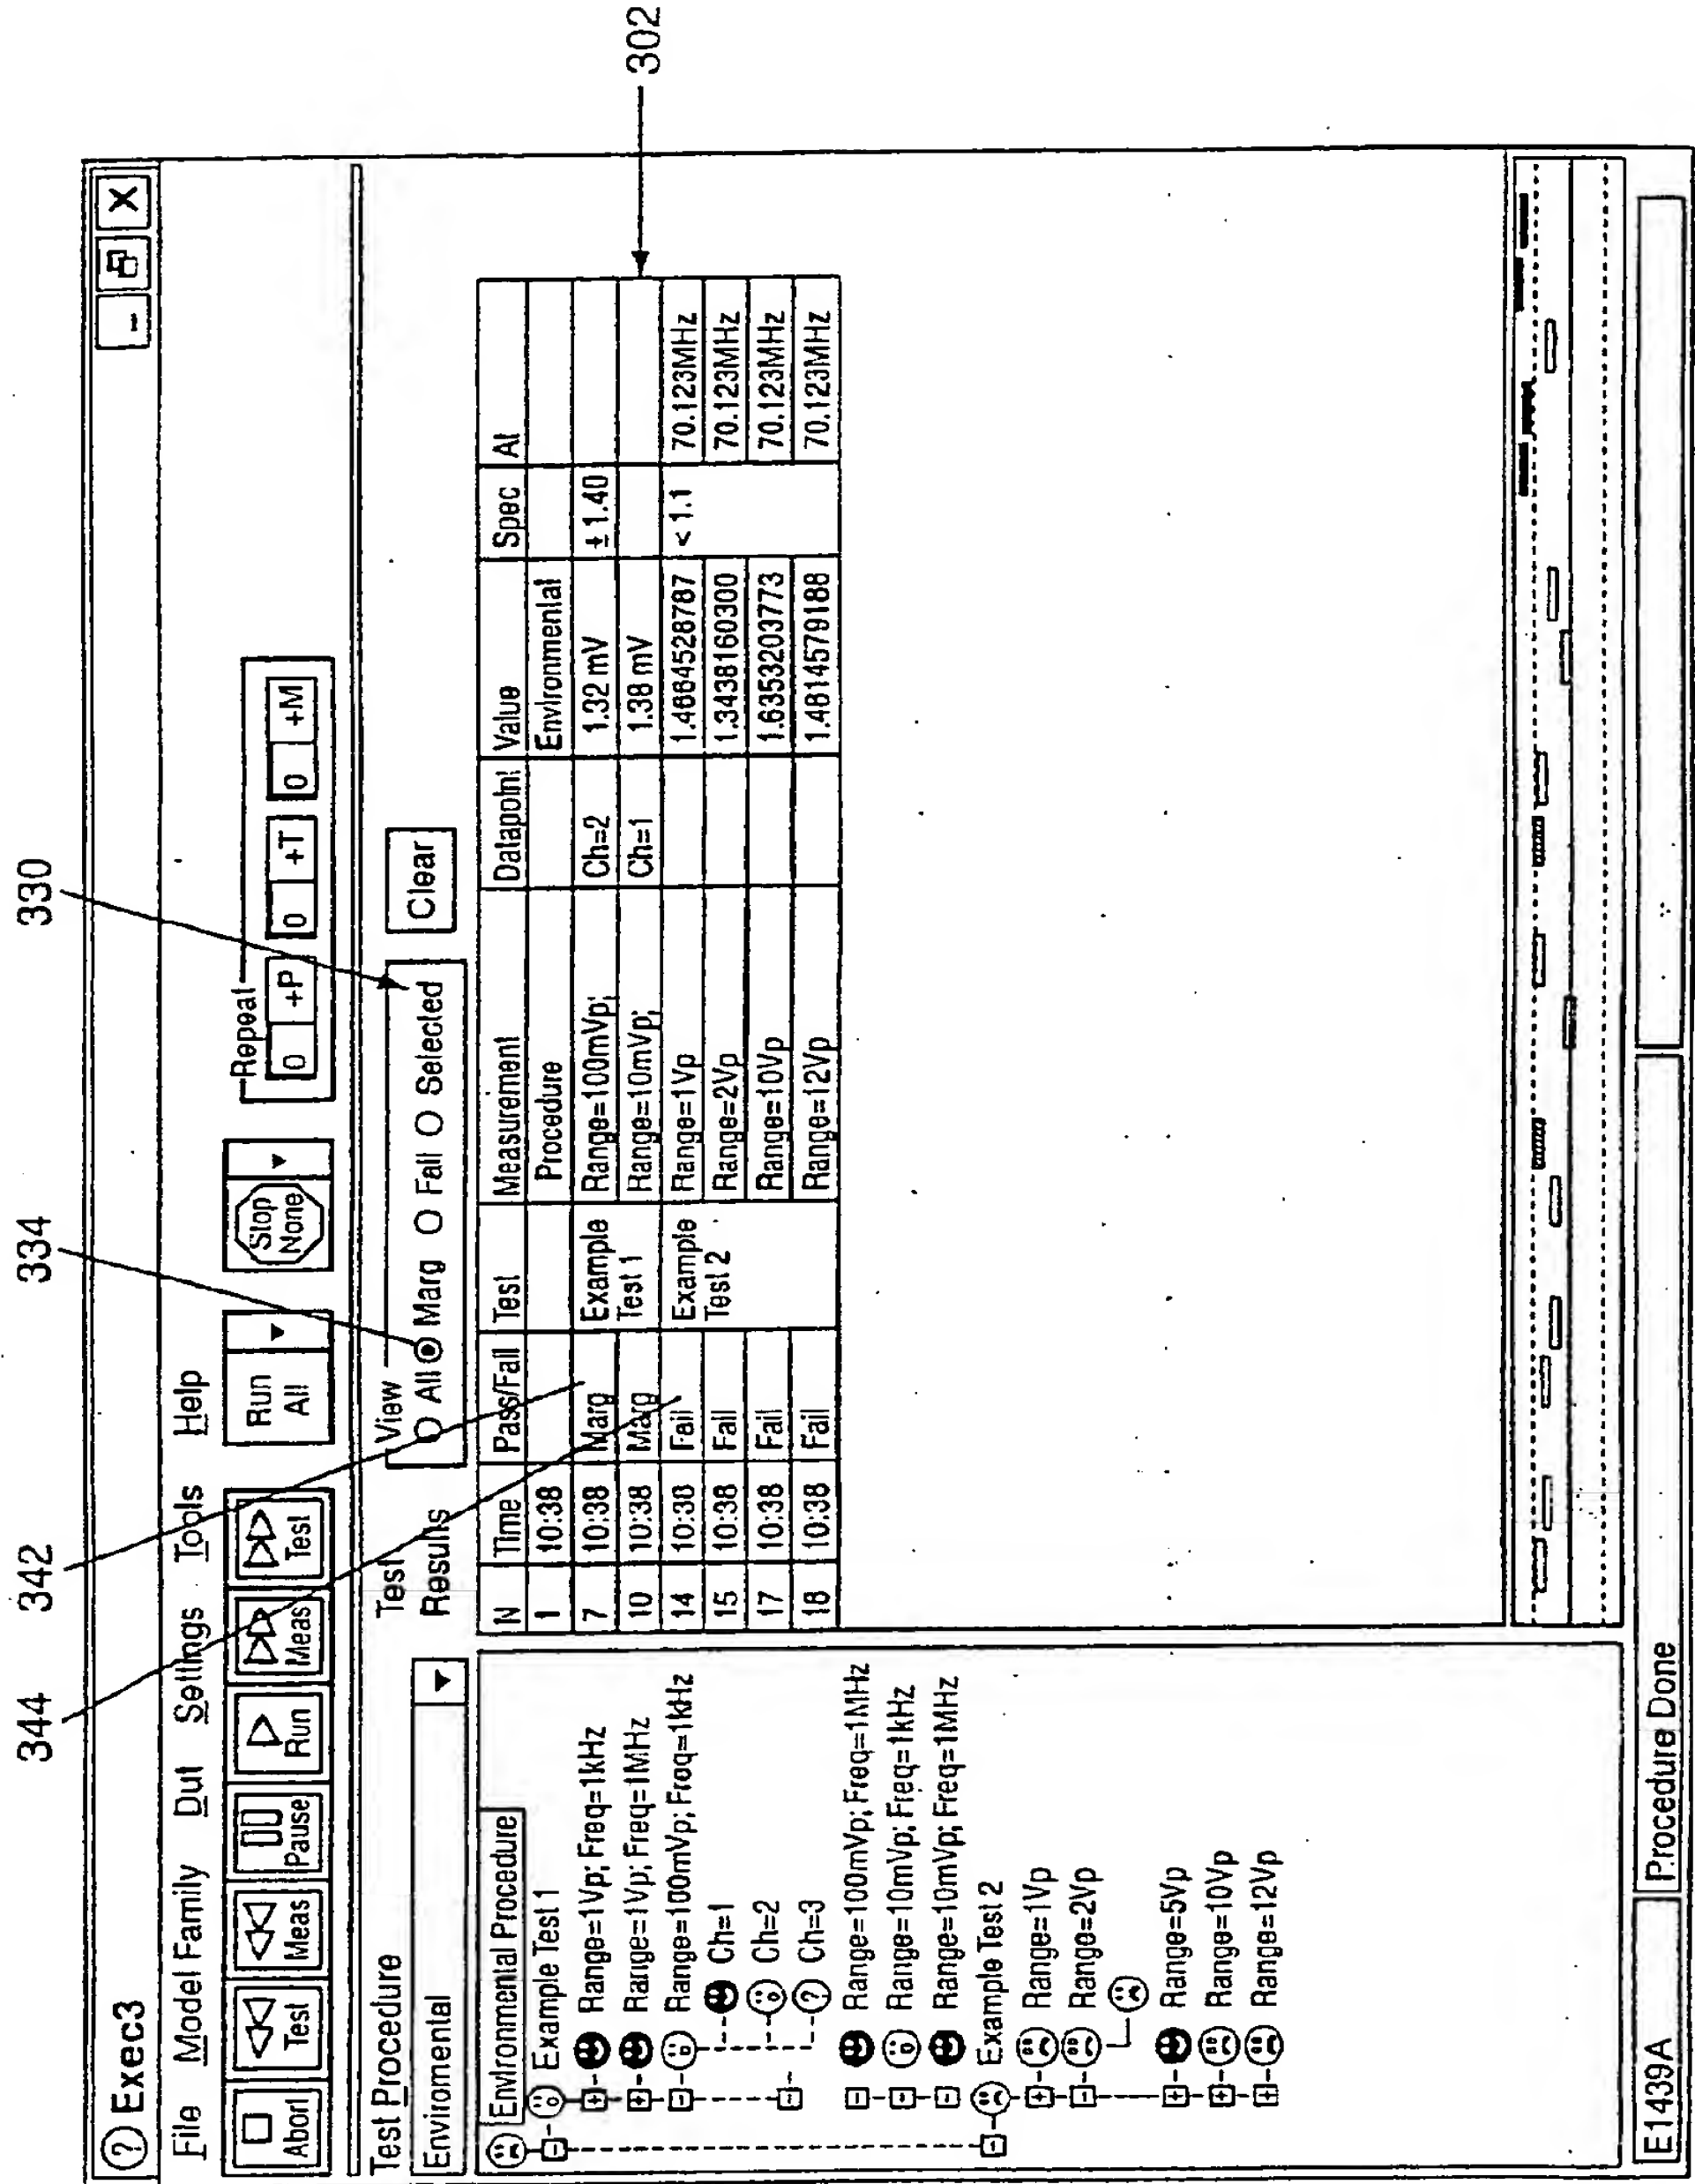 344 342 334 330
302
? Exec3
File Model Family Dut Settings Tools Help
Abort Test Meas Pause Run Meas Test
Run All
Stop None
Repeat
0 +P 0 +T 0 +M
Test Procedure
Enviromental
Test Results
View
All Marg Fail Selected
Clear
Environmental Procedure
Example Test 1
Range=1Vp; Freq=1kHz
Range=1Vp; Freq=1MHz
Range=100mVp; Freq=1kHz
Ch=1
Ch=2
? Ch=3
Range=100mVp; Freq=1MHz
Range=10mVp; Freq=1kHz
Range=10mVp; Freq=1MHz
Example Test 2
Range=1Vp
Range=2Vp
Range=5Vp
Range=10Vp
Range=12Vp
N Time Pass/Fail Test Measurement Datapoint Value Spec At
1 10:38 Procedure Environmental
7 10:38 Marg Example Test 1 Range=100mVp; Ch=2 1.32 mV ± 1.40
10 10:38 Marg Range=10mVp; Ch=1 1.38 mV
14 10:38 Fail Example Test 2 Range=1Vp 1.4664528787 < 1.1 70.123MHz
15 10:38 Fail Range=2Vp 1.3438160300 70.123MHz
17 10:38 Fail Range=10Vp 1.6353203773 70.123MHz
18 10:38 Fail Range=12Vp 1.4814579188 70.123MHz
E1439A Procedure Done